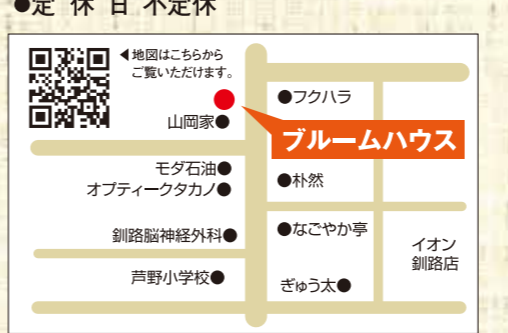 ●定 休 日 不定休
◀地図はこちらから
ご覧いただけます。
●フクハラ
山岡家●
ブルームハウス
モダ石油●
オプティークタカノ●
●朴然
釧路脳神経外科●
●なごやか亭
イオン
釧路店
芦野小学校●
ぎゅう太●